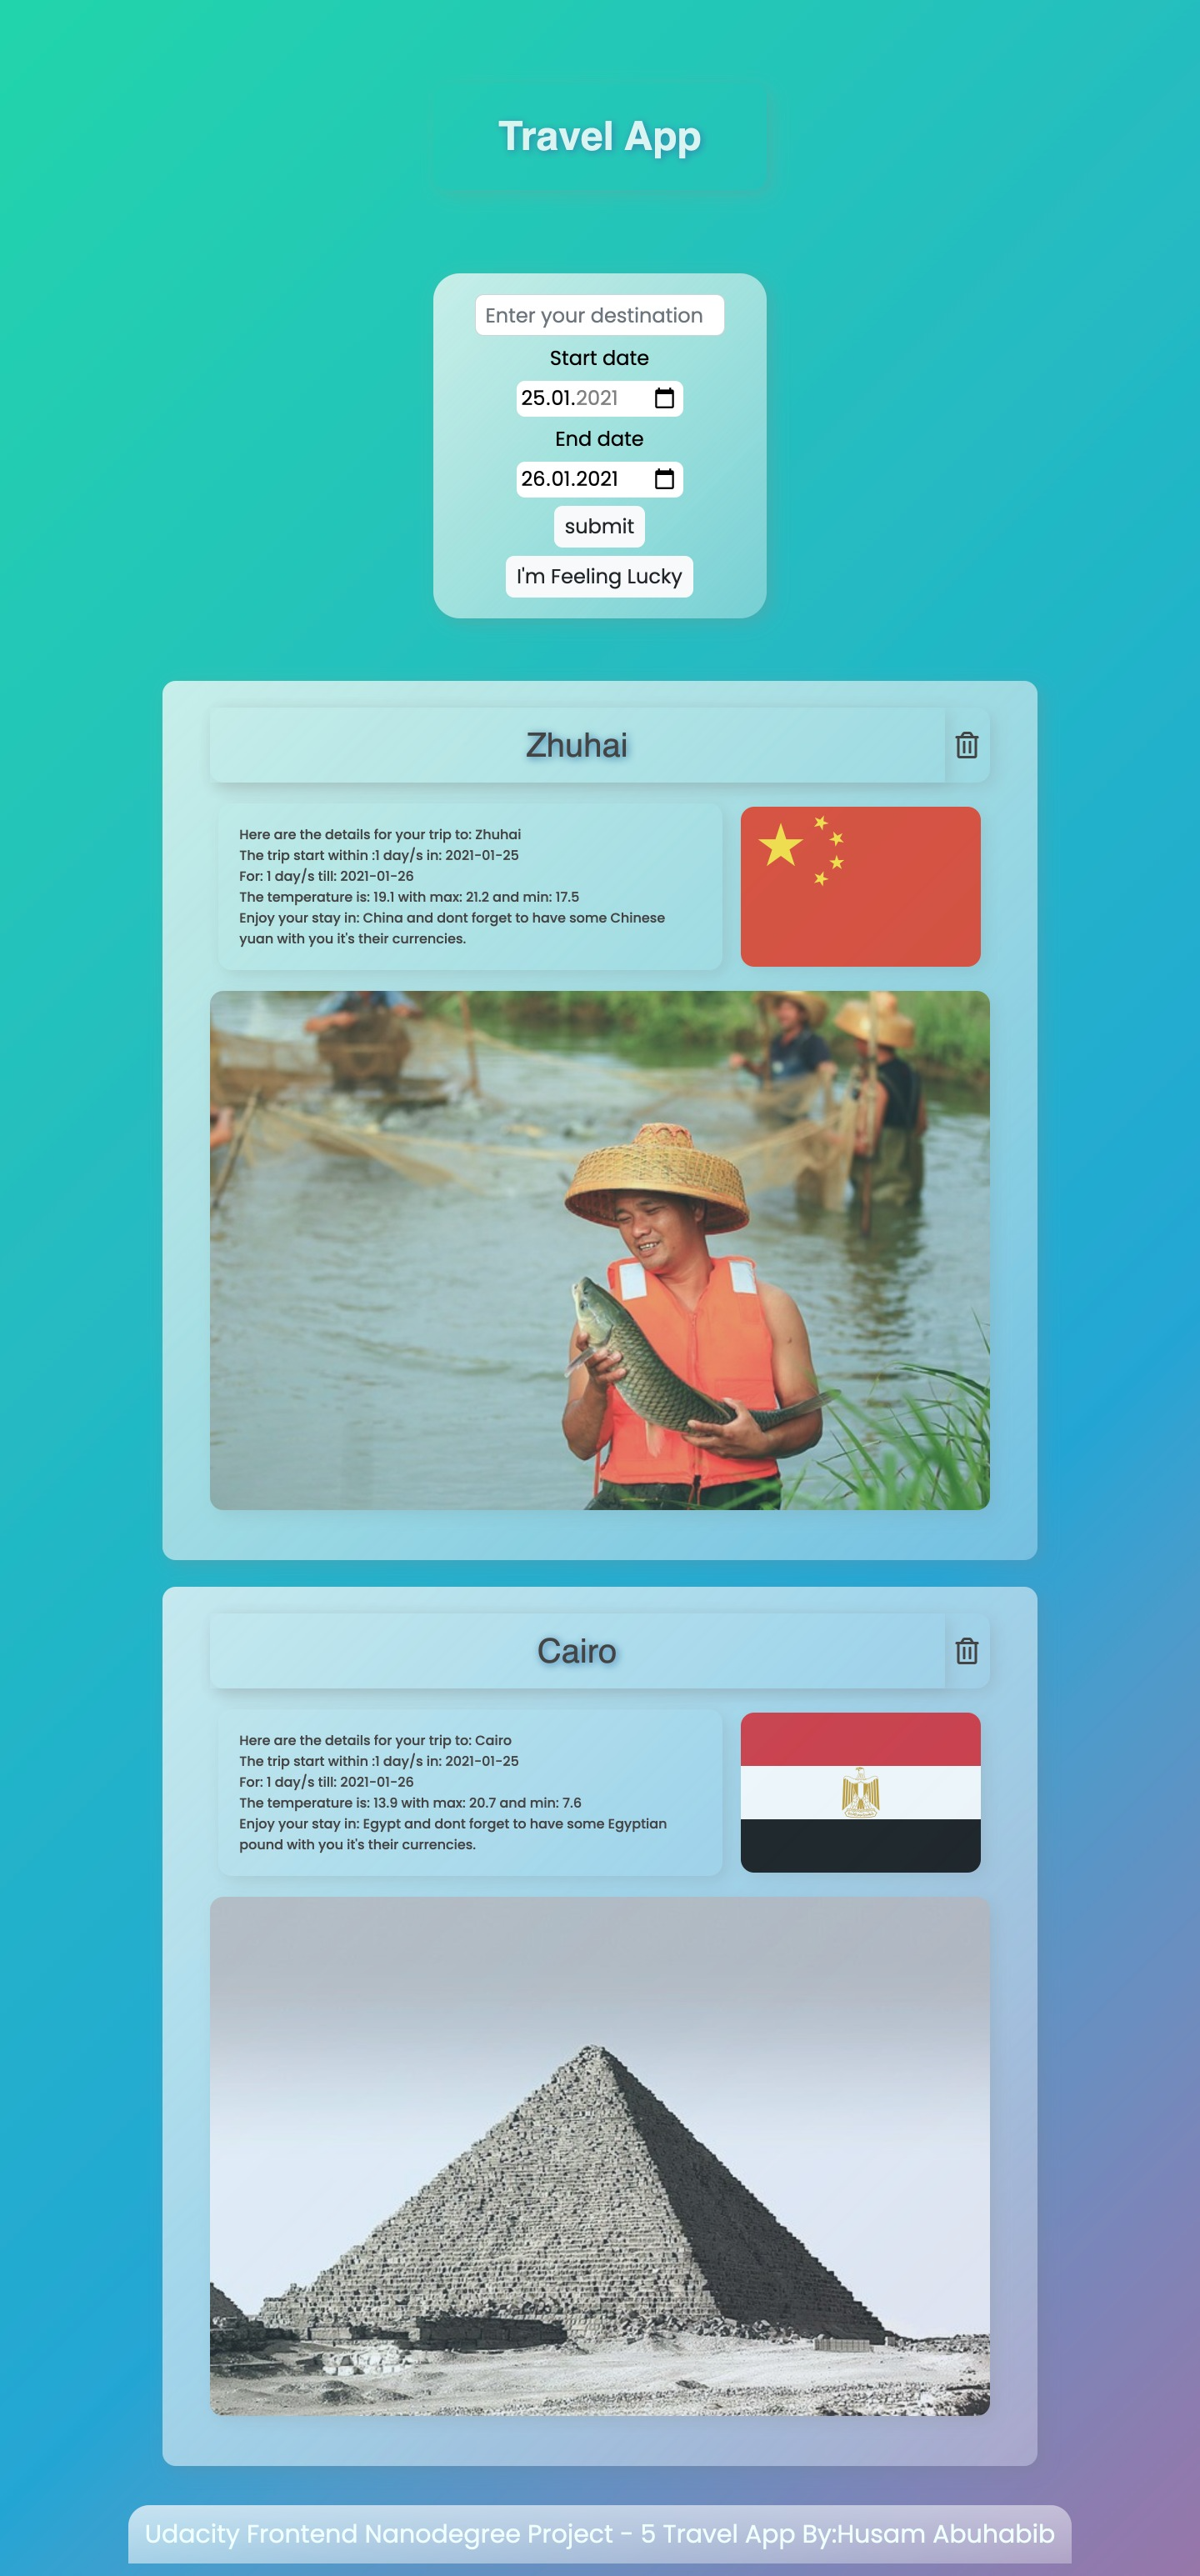 Travel App
Enter your destination
Start date
25.01.2021
End date
26.01.2021
submit
I'm Feeling Lucky
Zhuhai
Here are the details for your trip to: Zhuhai
The trip start within :1 day/s in: 2021-01-25
For: 1 day/s till: 2021-01-26
The temperature is: 19.1 with max: 21.2 and min: 17.5
Enjoy your stay in: China and dont forget to have some Chinese
yuan with you it's their currencies.
Cairo
Here are the details for your trip to: Cairo
The trip start within :1 day/s in: 2021-01-25
For: 1 day/s till: 2021-01-26
The temperature is: 13.9 with max: 20.7 and min: 7.6
Enjoy your stay in: Egypt and dont forget to have some Egyptian
pound with you it's their currencies.
Udacity Frontend Nanodegree Project - 5 Travel App By:Husam Abuhabib